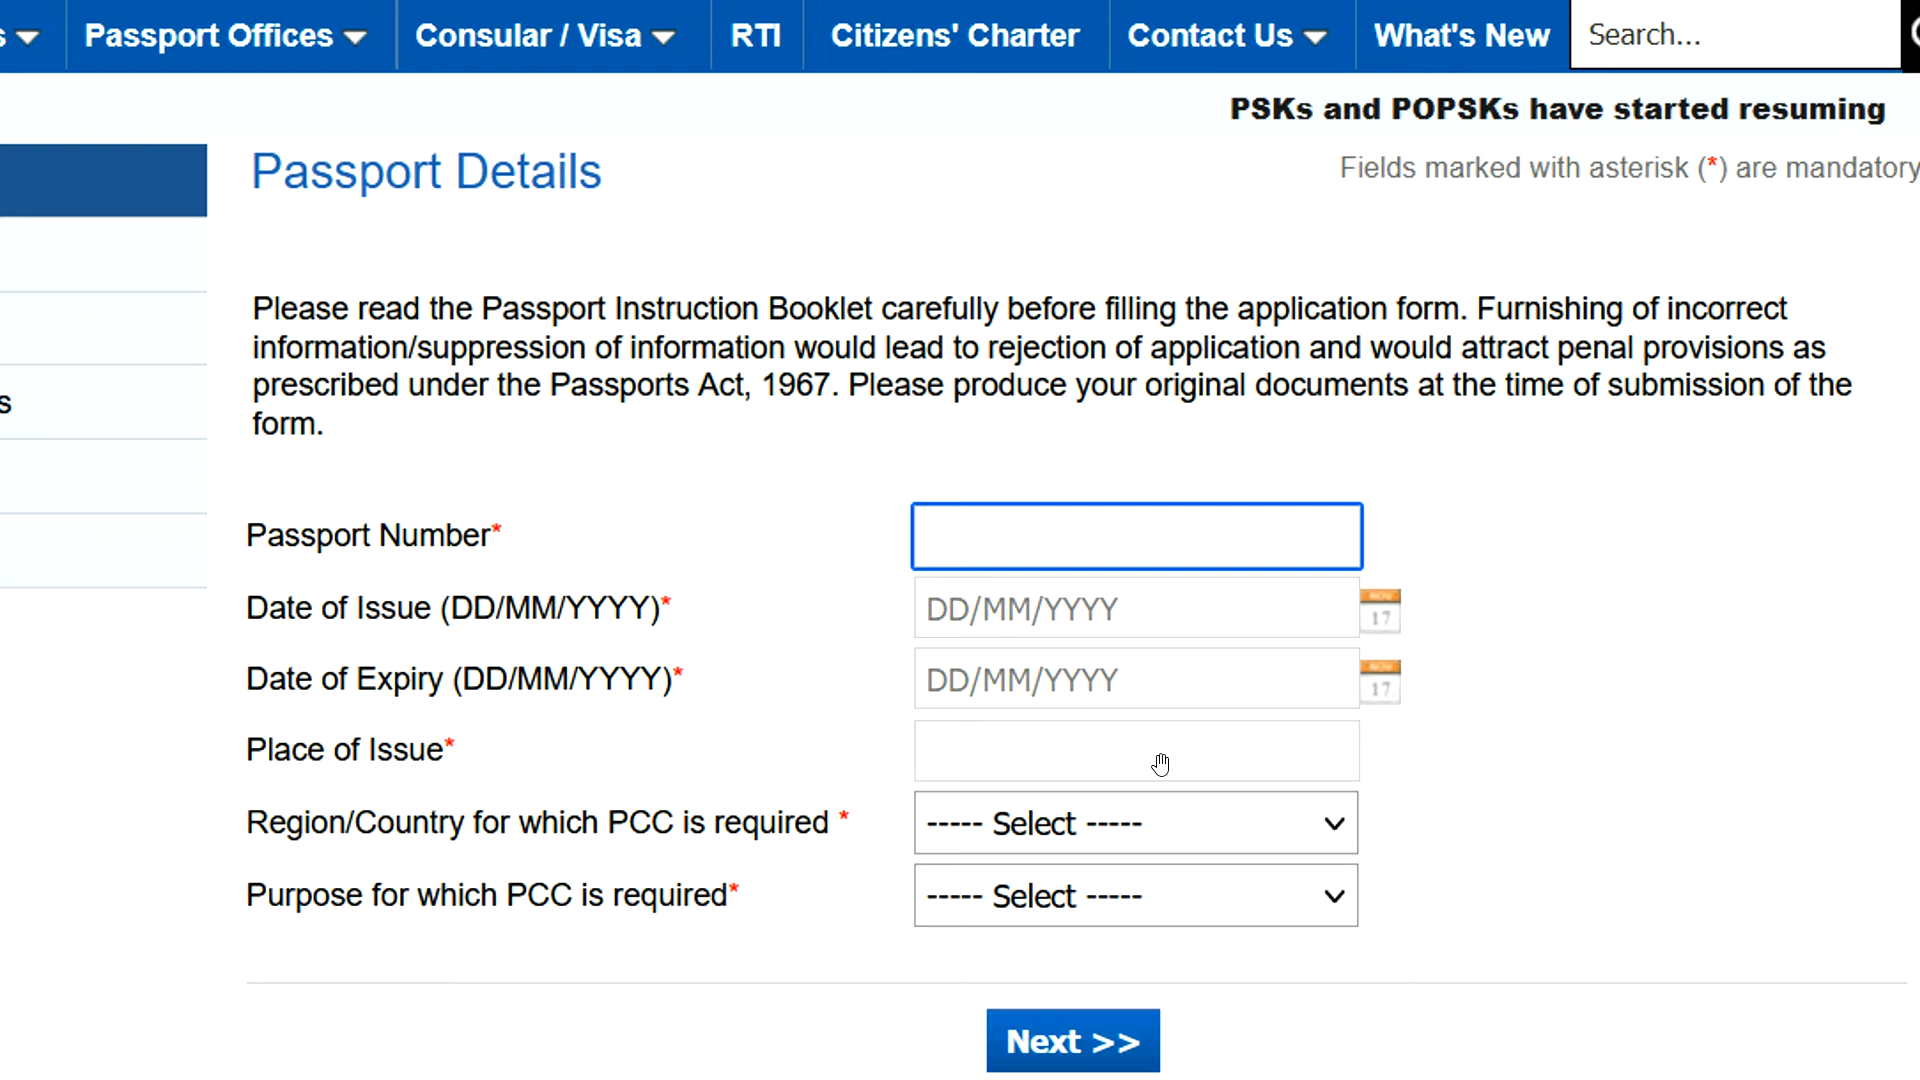 s Passport Offices Consular / Visa RTI Citizens' Charter Contact Us What's New Search...
PSKs and POPSKs have started resuming
Passport Details
Fields marked with asterisk (*) are mandatory
Please read the Passport Instruction Booklet carefully before filling the application form. Furnishing of incorrect
information/suppression of information would lead to rejection of application and would attract penal provisions as
prescribed under the Passports Act, 1967. Please produce your original documents at the time of submission of the
form.
s
Passport Number*
Date of Issue (DD/MM/YYYY)* DD/MM/YYYY NOV 17
Date of Expiry (DD/MM/YYYY)* DD/MM/YYYY NOV 17
Place of Issue*
Region/Country for which PCC is required * ----- Select -----
Purpose for which PCC is required* ----- Select -----
Next >>